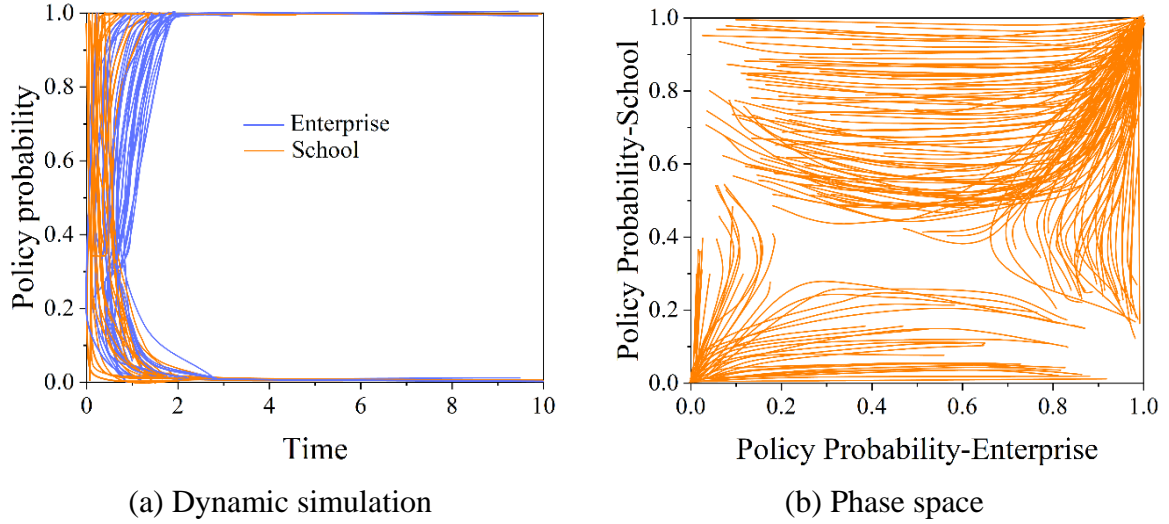 1.0
0.8
0.6
0.4
0.2
0.0
Policy probability
Enterprise
School
0 2 4 6 8 10
Time
(a) Dynamic simulation
1.0
0.8
0.6
0.4
0.2
0.0
Policy Probability-School
0.0 0.2 0.4 0.6 0.8 1.0
Policy Probability-Enterprise
(b) Phase space